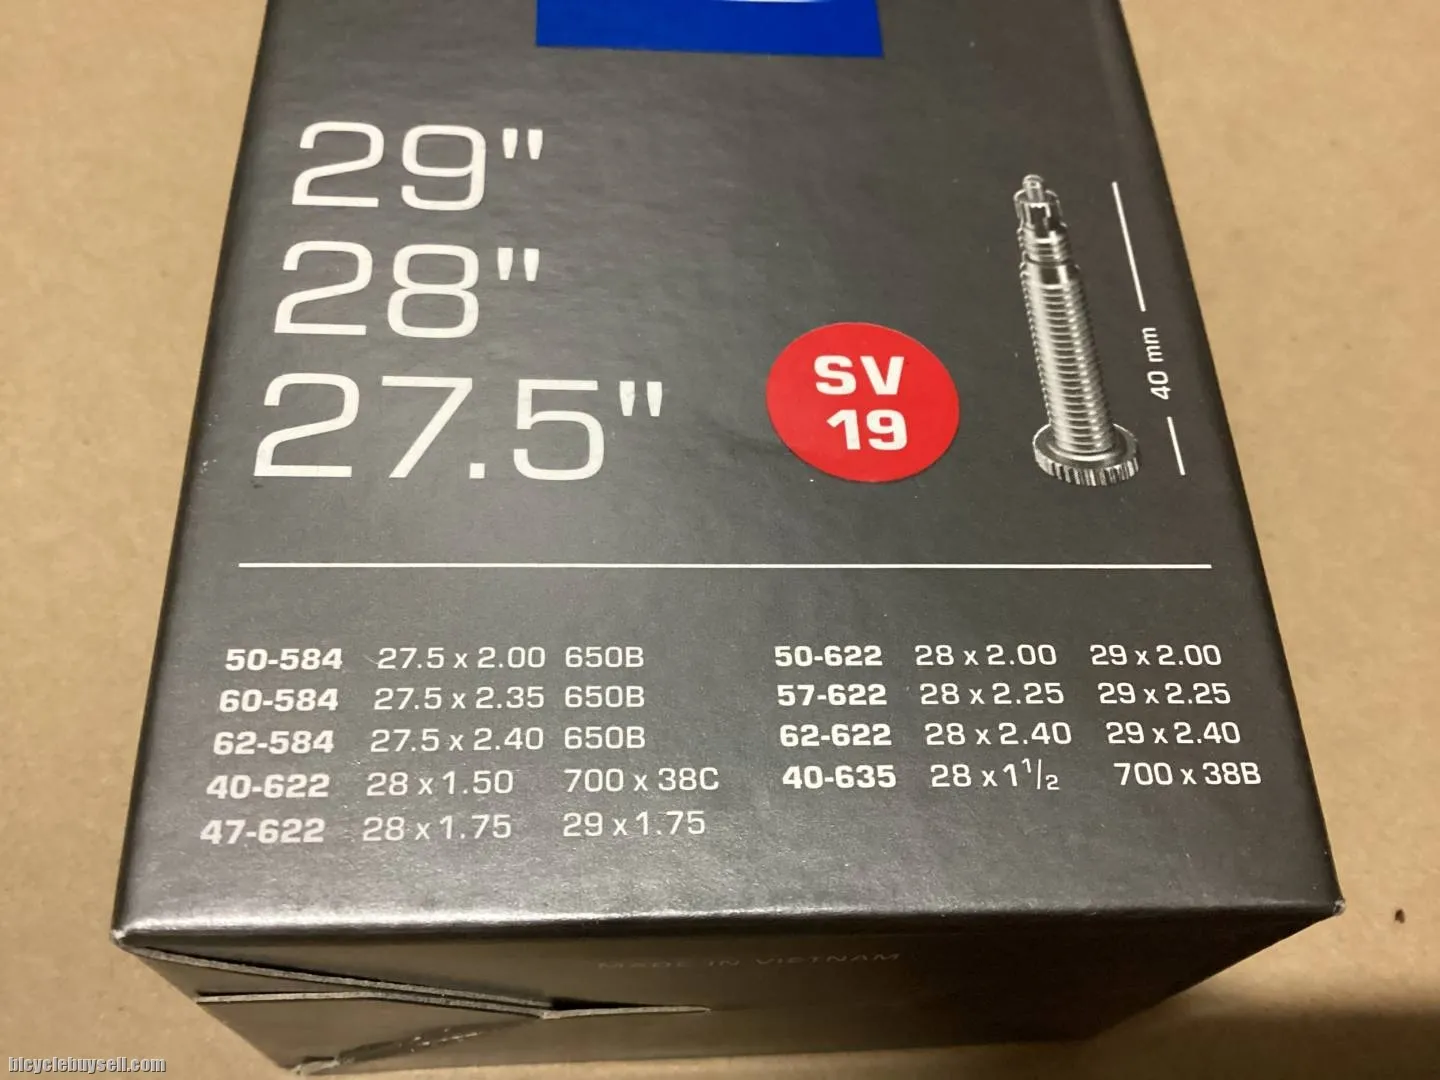 29"
28"
27.5"
SV
19
40 mm
50-584 27.5 x 2.00 650B
60-584 27.5 x 2.35 650B
62-584 27.5 x 2.40 650B
40-622 28 x 1.50 700 x 38C
47-622 28 x 1.75 29 x 1.75
50-622 28 x 2.00 29 x 2.00
57-622 28 x 2.25 29 x 2.25
62-622 28 x 2.40 29 x 2.40
40-635 28 x 1 1/2 700 x 38B
MADE IN VIETNAM
bicyclebuysell.com